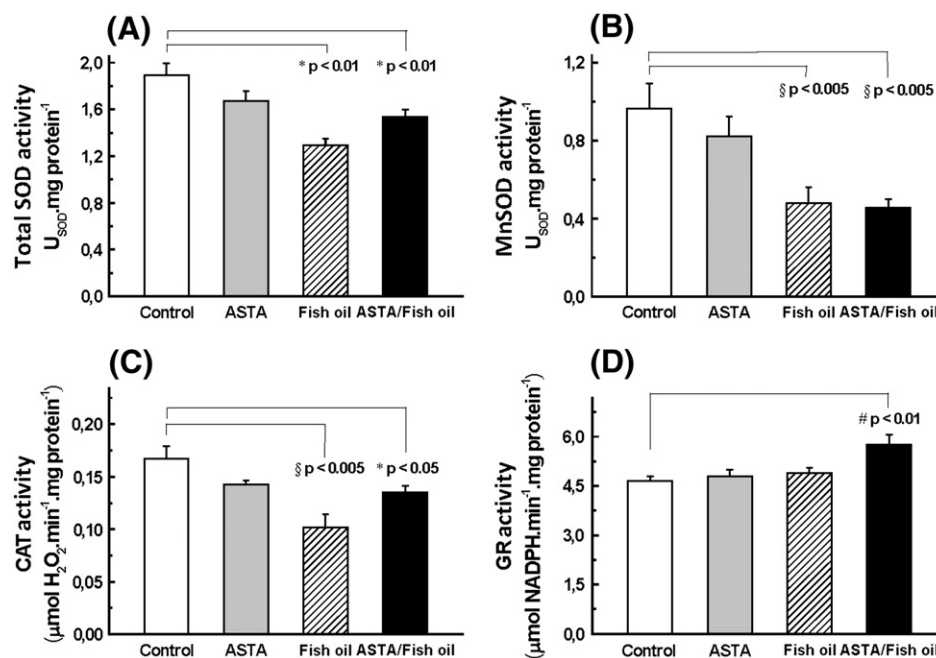 (A)
Total SOD activity
U_SOD.mg protein⁻¹
2,0
1,6
1,2
0,8
0,4
0,0
* p < 0.01 * p < 0.01
Control ASTA Fish oil ASTA/Fish oil
(B)
MnSOD activity
U_SOD.mg protein⁻¹
1,2
0,8
0,4
0,0
§ p < 0.005 § p < 0.005
Control ASTA Fish oil ASTA/Fish oil
(C)
CAT activity
(μmol H₂O₂.min⁻¹.mg protein⁻¹)
0,20
0,15
0,10
0,05
0,00
§ p < 0.005 * p < 0.05
Control ASTA Fish oil ASTA/Fish oil
(D)
GR activity
(μmol NADPH.min⁻¹.mg protein⁻¹)
6,0
4,5
3,0
1,5
0,0
# p < 0.01
Control ASTA Fish oil ASTA/Fish oil